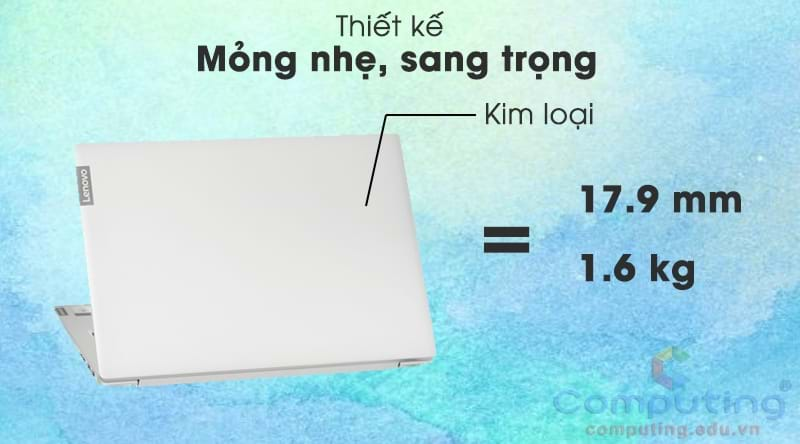 Thiết kế
Mỏng nhẹ, sang trọng
Kim loại
Lenovo
17.9 mm
1.6 kg
Computing®
computing.edu.vn